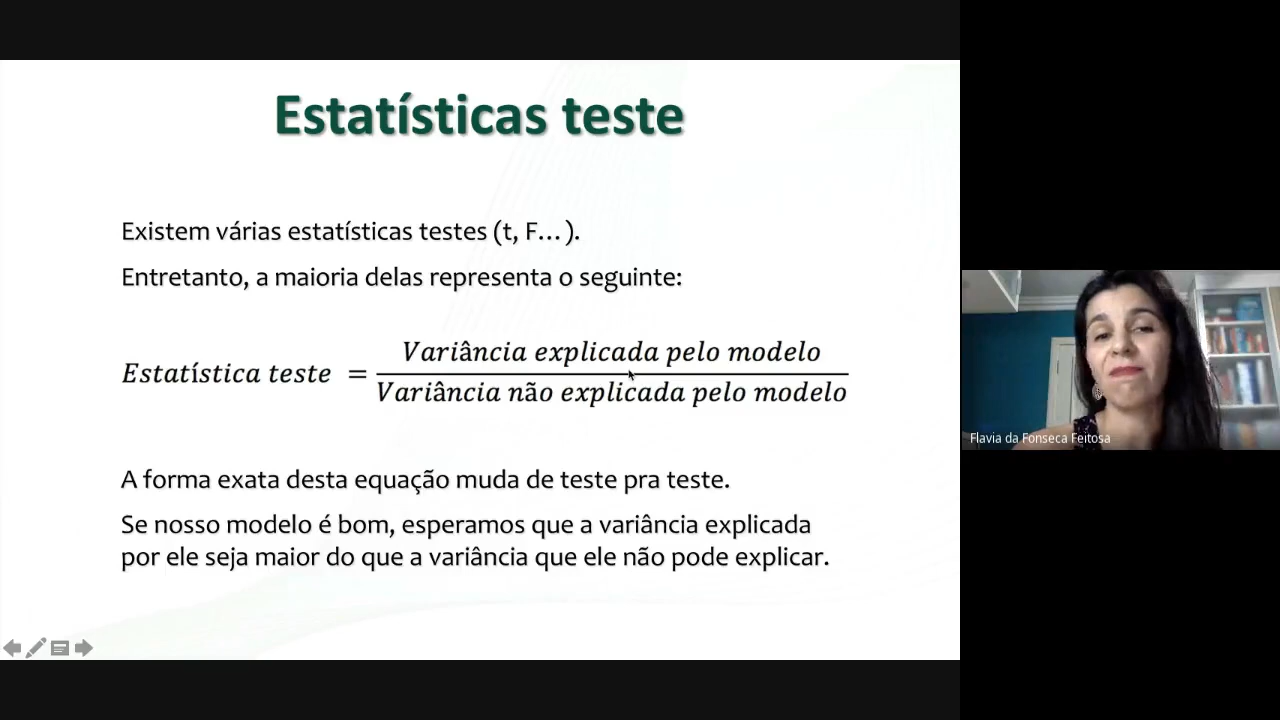 Estatísticas teste
Existem várias estatísticas testes (t, F…).
Entretanto, a maioria delas representa o seguinte:
Variância explicada pelo modelo
Estatística teste =
Variância não explicada pelo modelo
A forma exata desta equação muda de teste pra teste.
Se nosso modelo é bom, esperamos que a variância explicada
por ele seja maior do que a variância que ele não pode explicar.
Flavia da Fonseca Feitosa